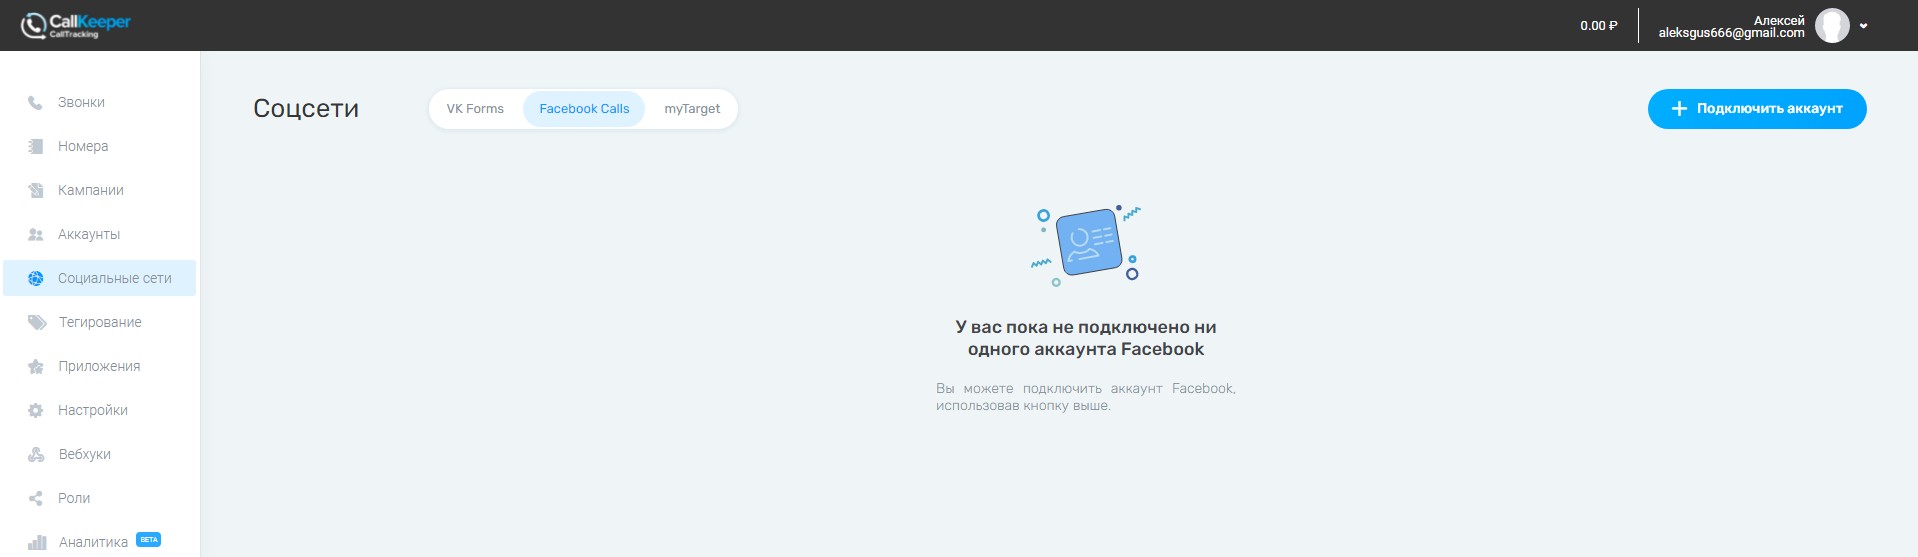 CallKeeper
CallTracking
0.00 ₽
Алексей
aleksgus666@gmail.com
Звонки
Номера
Кампании
Аккаунты
Социальные сети
Тегирование
Приложения
Настройки
Вебхуки
Роли
Аналитика BETA
Соцсети
VK Forms
Facebook Calls
myTarget
Подключить аккаунт
У вас пока не подключено ни
одного аккаунта Facebook
Вы можете подключить аккаунт Facebook,
использовав кнопку выше.